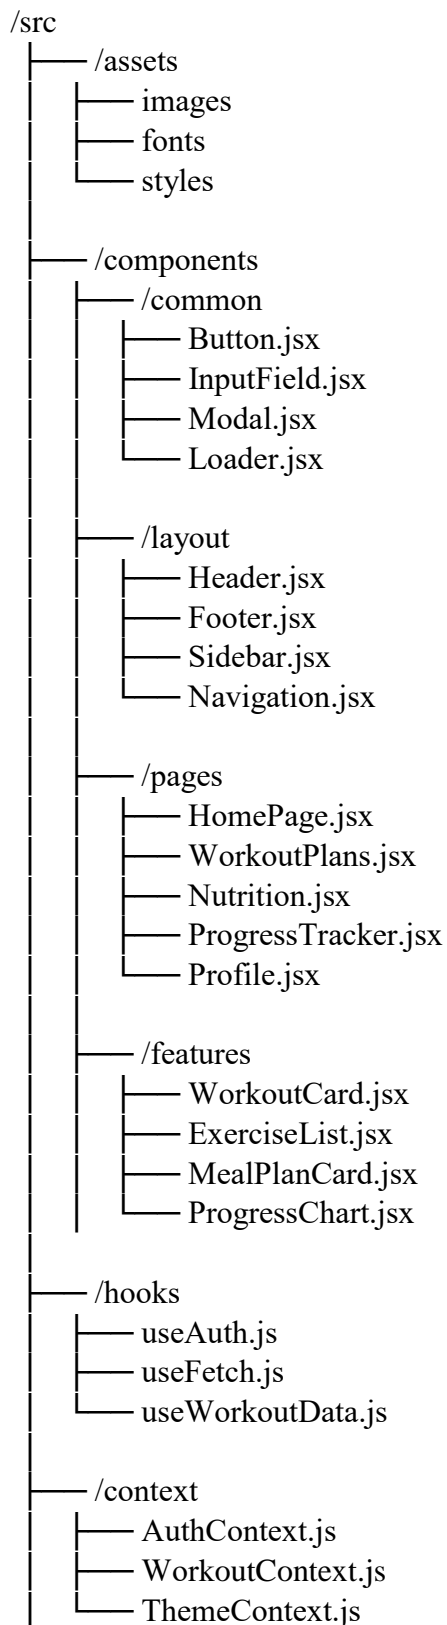 /src
/assets
images
fonts
styles
/components
/common
Button.jsx
InputField.jsx
Modal.jsx
Loader.jsx
/layout
Header.jsx
Footer.jsx
Sidebar.jsx
Navigation.jsx
/pages
HomePage.jsx
WorkoutPlans.jsx
Nutrition.jsx
ProgressTracker.jsx
Profile.jsx
/features
WorkoutCard.jsx
ExerciseList.jsx
MealPlanCard.jsx
ProgressChart.jsx
/hooks
useAuth.js
useFetch.js
useWorkoutData.js
/context
AuthContext.js
WorkoutContext.js
ThemeContext.js